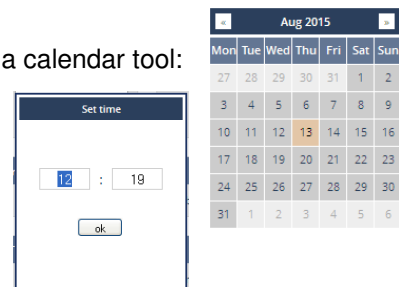 a calendar tool:
Set time
12 : 19
ok
« Aug 2015 »
Mon Tue Wed Thu Fri Sat Sun
27 28 29 30 31 1 2
3 4 5 6 7 8 9
10 11 12 13 14 15 16
17 18 19 20 21 22 23
24 25 26 27 28 29 30
31 1 2 3 4 5 6